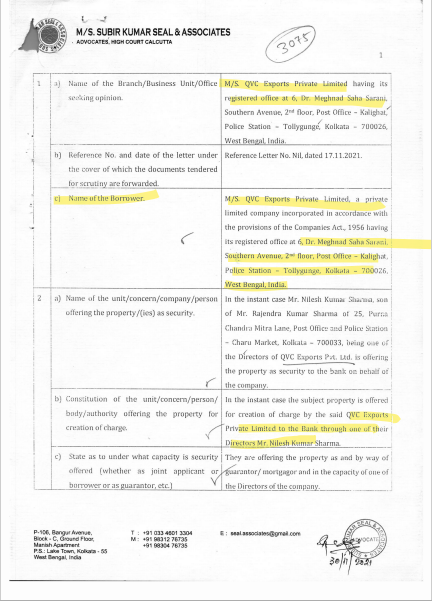 M/S. SUBIR KUMAR SEAL & ASSOCIATES
ADVOCATES, HIGH COURT CALCUTTA
3075
1
1 a) Name of the Branch/Business Unit/Office
seeking opinion.
M/S. QVC Exports Private Limited having its
registered office at 6, Dr. Meghnad Saha Sarani,
Southern Avenue, 2nd floor, Post Office – Kalighat,
Police Station – Tollygunge, Kolkata – 700026,
West Bengal, India.
b) Reference No. and date of the letter under
the cover of which the documents
tendered for scrutiny are forwarded.
Reference Letter No. Nil, dated 17.11.2021.
c) Name of the Borrower.
M/S. QVC Exports Private Limited, a private
limited company incorporated in accordance with
the provisions of the Companies Act., 1956 having
its registered office at 6, Dr. Meghnad Saha Sarani,
Southern Avenue, 2nd floor, Post Office – Kalighat,
Police Station – Tollygunge, Kolkata – 700026,
West Bengal, India.
2 a) Name of the unit/concern/company/person
offering the property/(ies) as security.
In the instant case Mr. Nilesh Kumar Sharma, son
of Mr. Rajendra Kumar Sharma of 25, Purna
Chandra Mitra Lane, Post Office and Police Station
– Charu Market, Kolkata – 700033, being one of
the Directors of QVC Exports Pvt. Ltd. is offering
the property as security to the bank on behalf of
the company.
b) Constitution of the unit/concern/person/
body/authority offering the property for
creation of charge.
In the instant case the subject property is offered
for creation of charge by the said QVC Exports
Private Limited to the Bank through one of their
Directors Mr. Nilesh Kumar Sharma.
c) State as to under what capacity is security
offered (whether as joint applicant or
borrower or as guarantor, etc.)
They are offering the property as and by way of
guarantor/ mortgagor and in the capacity of one of
the Directors of the company.
P-106, Bangur Avenue,
Block - C, Ground Floor,
Manish Apartment
P.S.: Lake Town, Kolkata - 55
West Bengal, India
T : +91 033 4601 3304
M : +91 98312 76735
+91 98304 76735
E : seal.associates@gmail.com
ADVOCATE
30/11/2021